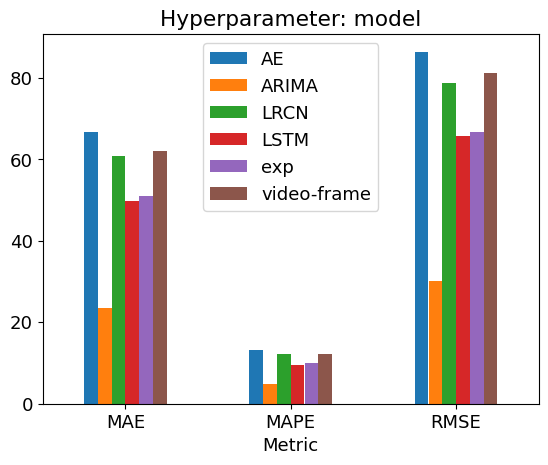 Hyperparameter: model
AE
ARIMA
LRCN
LSTM
exp
video-frame
80
60
40
20
0
MAE MAPE RMSE
Metric